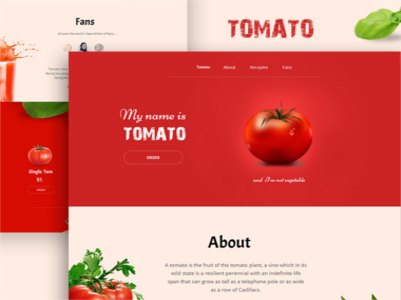 Fans
TOMATO
Tomato About Recipies Fans
My name is
TOMATO
ORDER
and I'm not vegetable
Single Tom
$5
ORDER
About
A tomato is the fruit of the tomato plant, a vine which in its
wild state is a resilient perennial with an indefinite life
span that can grow as tall as a telephone pole or as wide
as a row of Cadillacs.